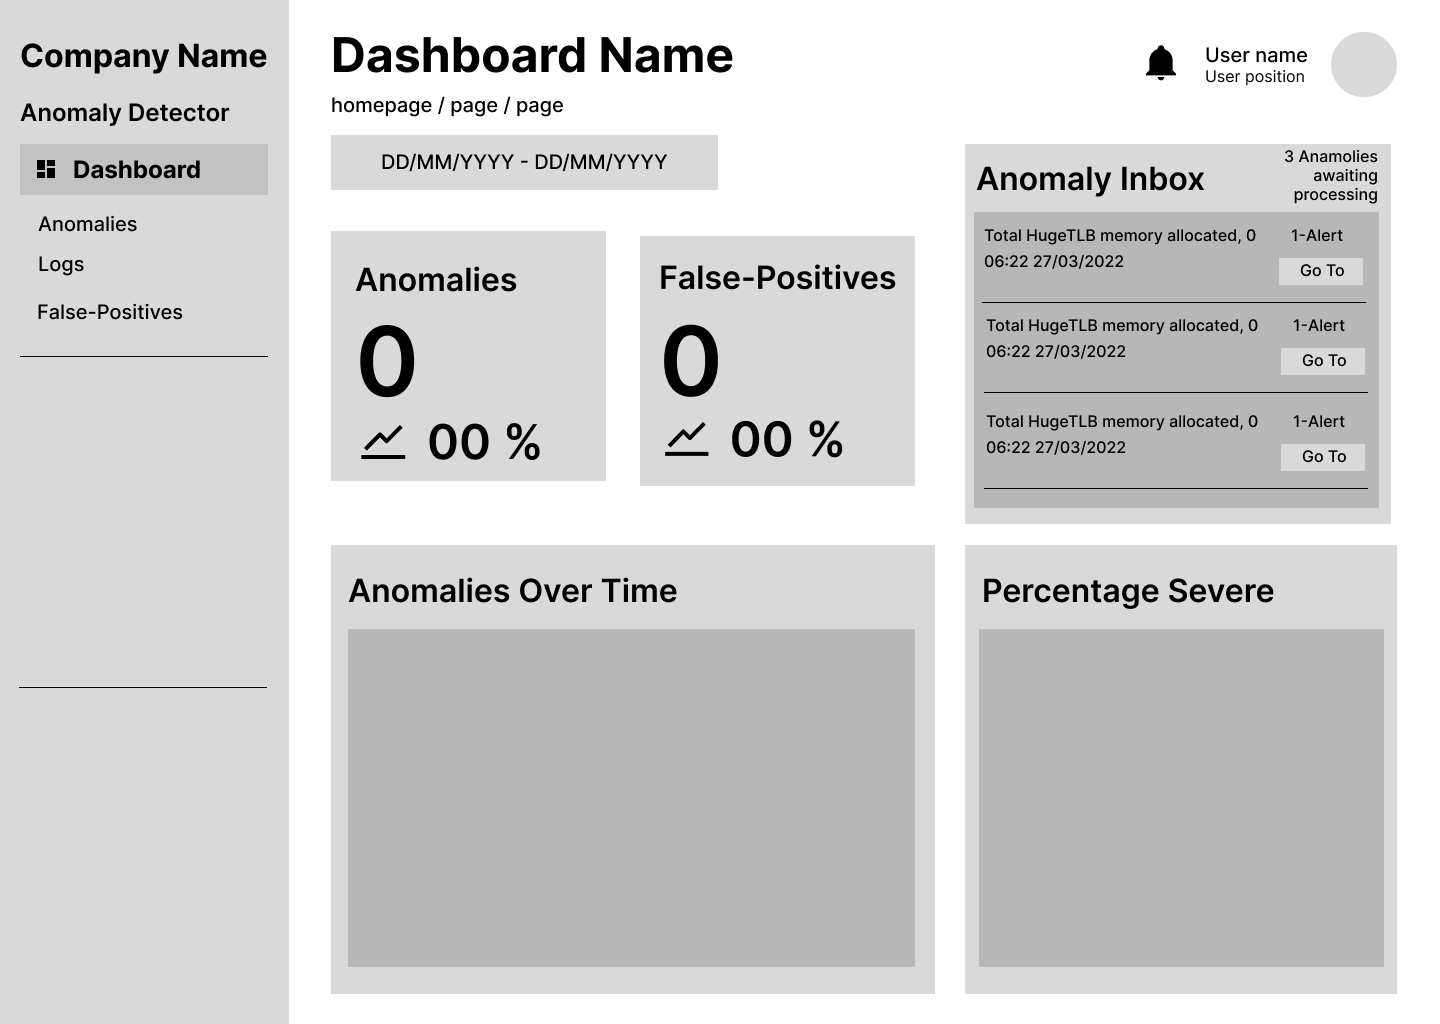 Company Name
Anomaly Detector
Dashboard
Anomalies
Logs
False-Positives
Dashboard Name
homepage / page / page
User name
User position
DD/MM/YYYY - DD/MM/YYYY
Anomalies
0
00 %
False-Positives
0
00 %
Anomaly Inbox
3 Anamolies
awaiting
processing
Total HugeTLB memory allocated, 0
1-Alert
06:22 27/03/2022
Go To
Total HugeTLB memory allocated, 0
1-Alert
06:22 27/03/2022
Go To
Total HugeTLB memory allocated, 0
1-Alert
06:22 27/03/2022
Go To
Anomalies Over Time
Percentage Severe